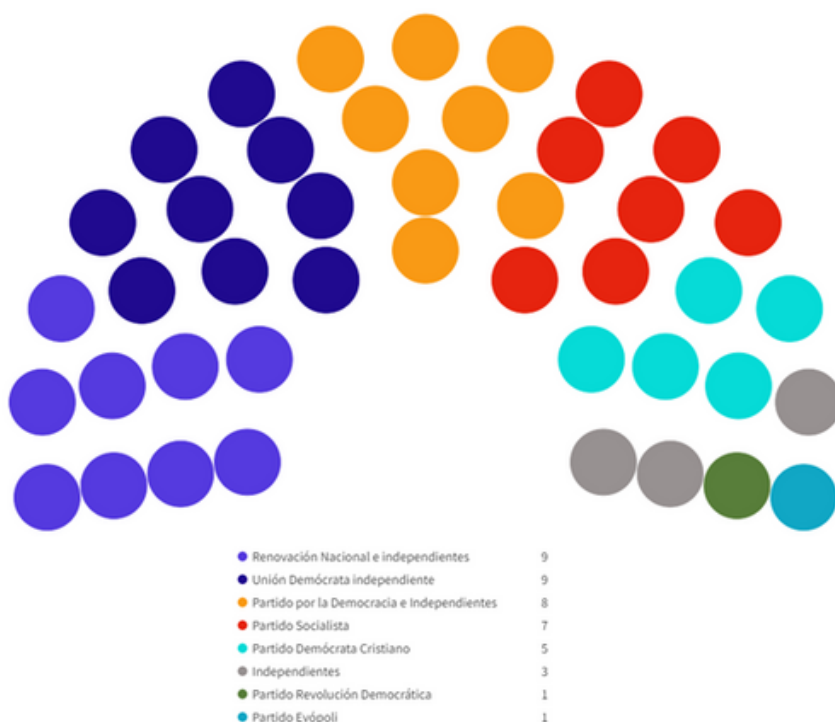 Renovación Nacional e independientes 9
Unión Demócrata independiente 9
Partido por la Democracia e Independientes 8
Partido Socialista 7
Partido Demócrata Cristiano 5
Independientes 3
Partido Revolución Democrática 1
Partido Evópoli 1